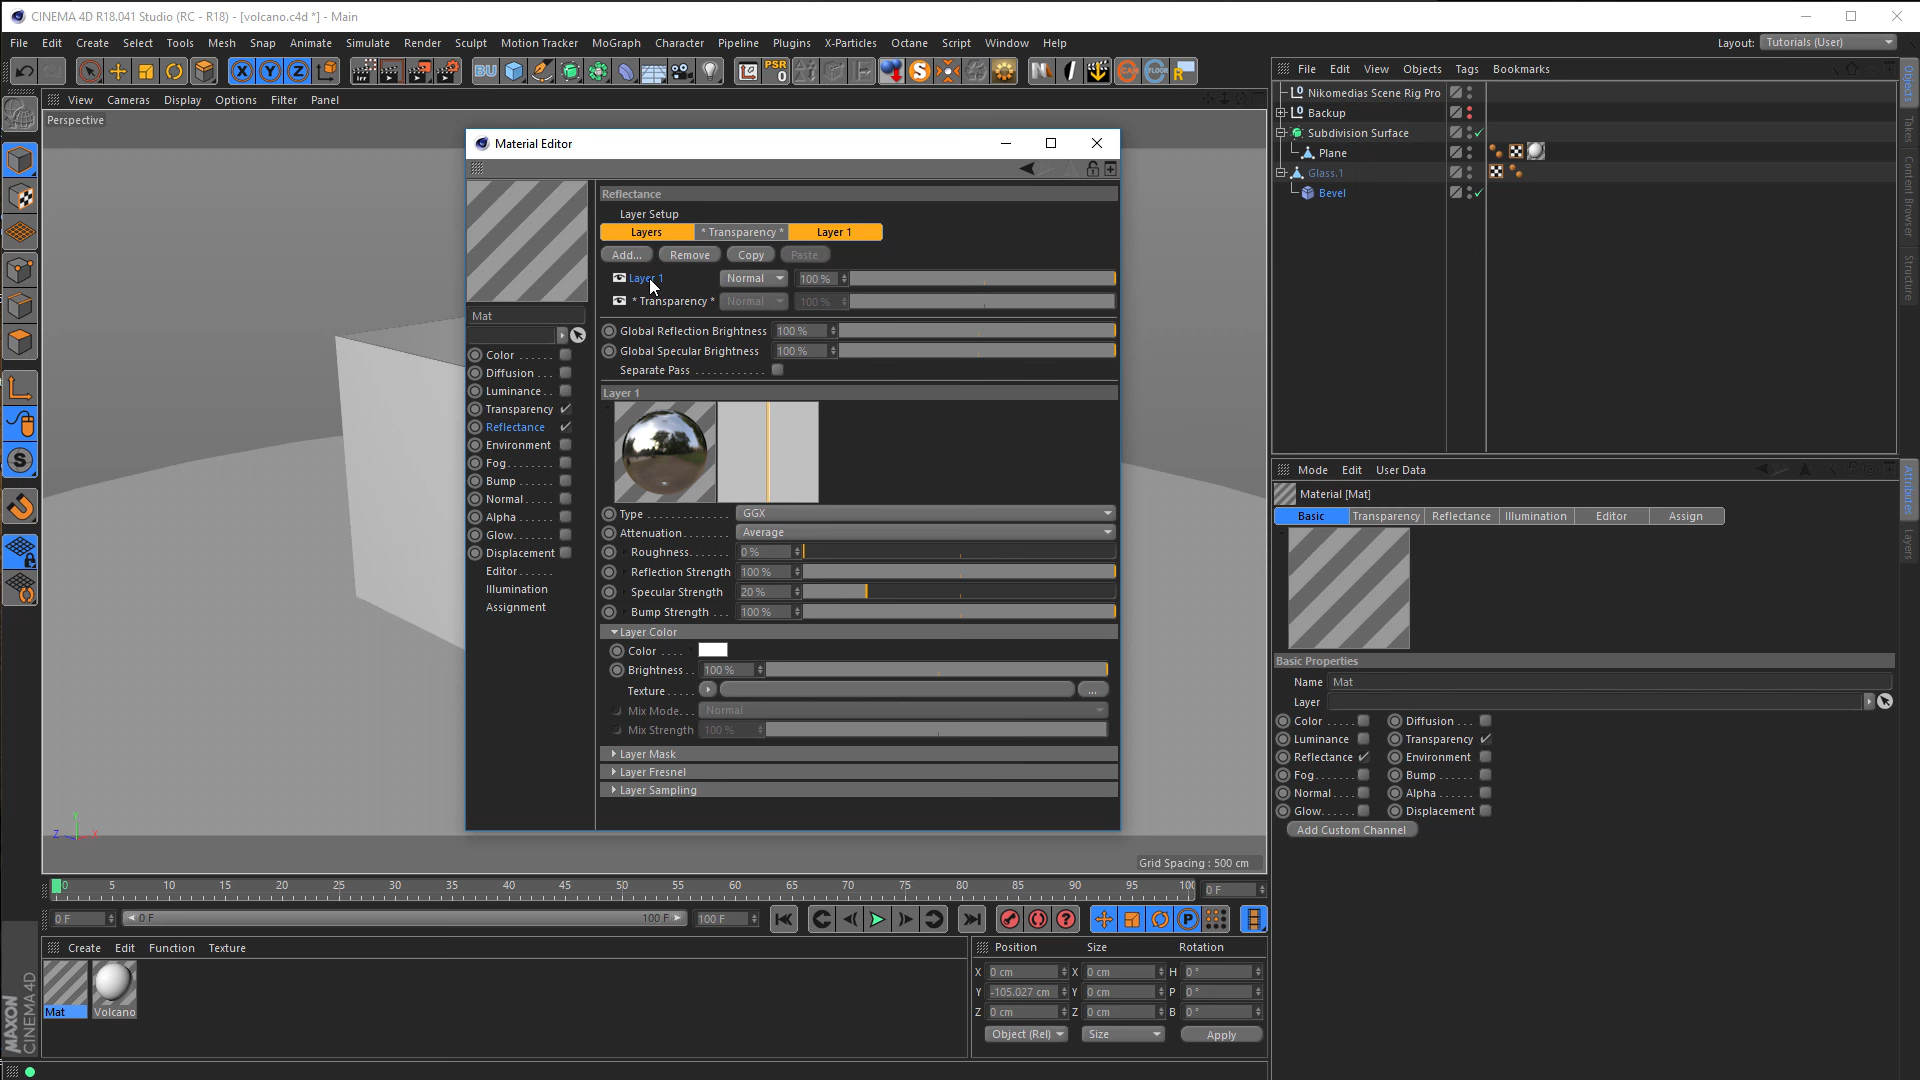 CINEMA 4D R18.041 Studio (RC - R18) - [volcano.c4d *] - Main
File Edit Create Select Tools Mesh Snap Animate Simulate Render Sculpt Motion Tracker MoGraph Character Pipeline Plugins X-Particles Octane Script Window Help
Layout: Tutorials (User)
PSR
0
BU
File Edit View Objects Tags Bookmarks
View Cameras Display Options Filter Panel
Perspective
Nikomedias Scene Rig Pro
Backup
Subdivision Surface
Plane
Glass.1
Bevel
Objects
Takes
Content Browser
Structure
Material Editor
Reflectance
Layer Setup
Layers * Transparency * Layer 1
Add... Remove Copy Paste
Layer 1 Normal 100 %
* Transparency * Normal 100 %
Mat
Global Reflection Brightness 100 %
Global Specular Brightness 100 %
Separate Pass . . . . . . . . . . . .
Color . . . . . .
Diffusion . . .
Luminance . .
Transparency
Reflectance
Environment
Fog. . . . . . . .
Bump . . . . . .
Normal . . . . .
Alpha . . . . . .
Glow. . . . . . .
Displacement
Editor . . . . . .
Illumination
Assignment
Layer 1
Type . . . . . . . . . . . . . GGX
Attenuation. . . . . . . . Average
Roughness. . . . . . . 0 %
Reflection Strength 100 %
Specular Strength 20 %
Bump Strength . . . 100 %
Layer Color
Color . . . .
Brightness . . 100 %
Texture . . . . . ...
Mix Mode. . . Normal
Mix Strength 100 %
Layer Mask
Layer Fresnel
Layer Sampling
Mode Edit User Data
Material [Mat]
Basic Transparency Reflectance Illumination Editor Assign
Attributes
Layers
Basic Properties
Name Mat
Layer
Color . . . . . Diffusion . . .
Luminance Transparency
Reflectance Environment
Fog. . . . . . . Bump . . . . . .
Normal . . . . Alpha . . . . . .
Glow. . . . . . Displacement
Add Custom Channel
Y
Z X
Grid Spacing : 500 cm
0 5 10 15 20 25 30 35 40 45 50 55 60 65 70 75 80 85 90 95 100 0 F
0 F 0 F 100 F 100 F
Create Edit Function Texture
Mat Volcano
MAXON
CINEMA 4D
Position Size Rotation
X 0 cm X 0 cm H 0 °
Y -105.027 cm Y 0 cm P 0 °
Z 0 cm Z 0 cm B 0 °
Object (Rel) Size Apply